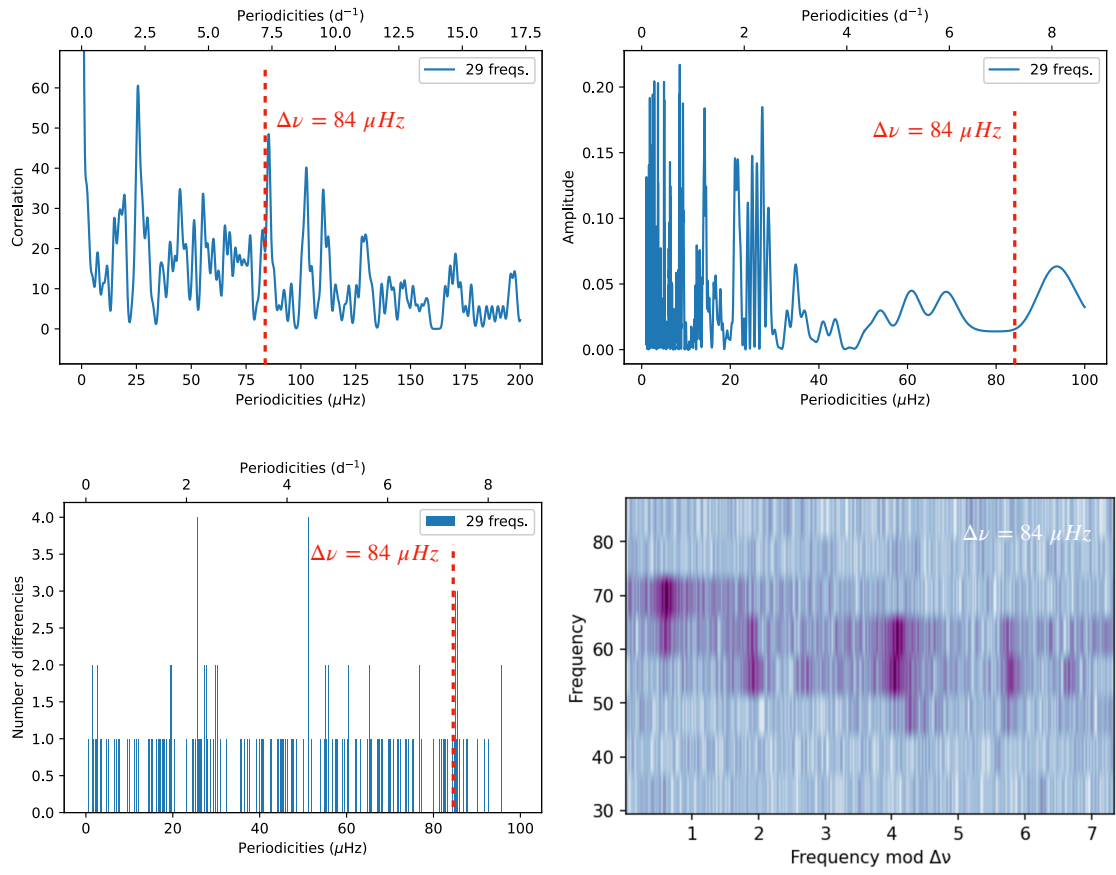 Periodicities (d⁻¹)
0.0 2.5 5.0 7.5 10.0 12.5 15.0 17.5
29 freqs.
Δν = 84 μHz
Correlation
60
50
40
30
20
10
0
0 25 50 75 100 125 150 175 200
Periodicities (μHz)
Periodicities (d⁻¹)
0 2 4 6 8
29 freqs.
Δν = 84 μHz
Amplitude
0.20
0.15
0.10
0.05
0.00
0 20 40 60 80 100
Periodicities (μHz)
Periodicities (d⁻¹)
0 2 4 6 8
29 freqs.
Δν = 84 μHz
Number of differencies
4.0
3.5
3.0
2.5
2.0
1.5
1.0
0.5
0.0
0 20 40 60 80 100
Periodicities (μHz)
Δν = 84 μHz
Frequency
80
70
60
50
40
30
1 2 3 4 5 6 7
Frequency mod Δν